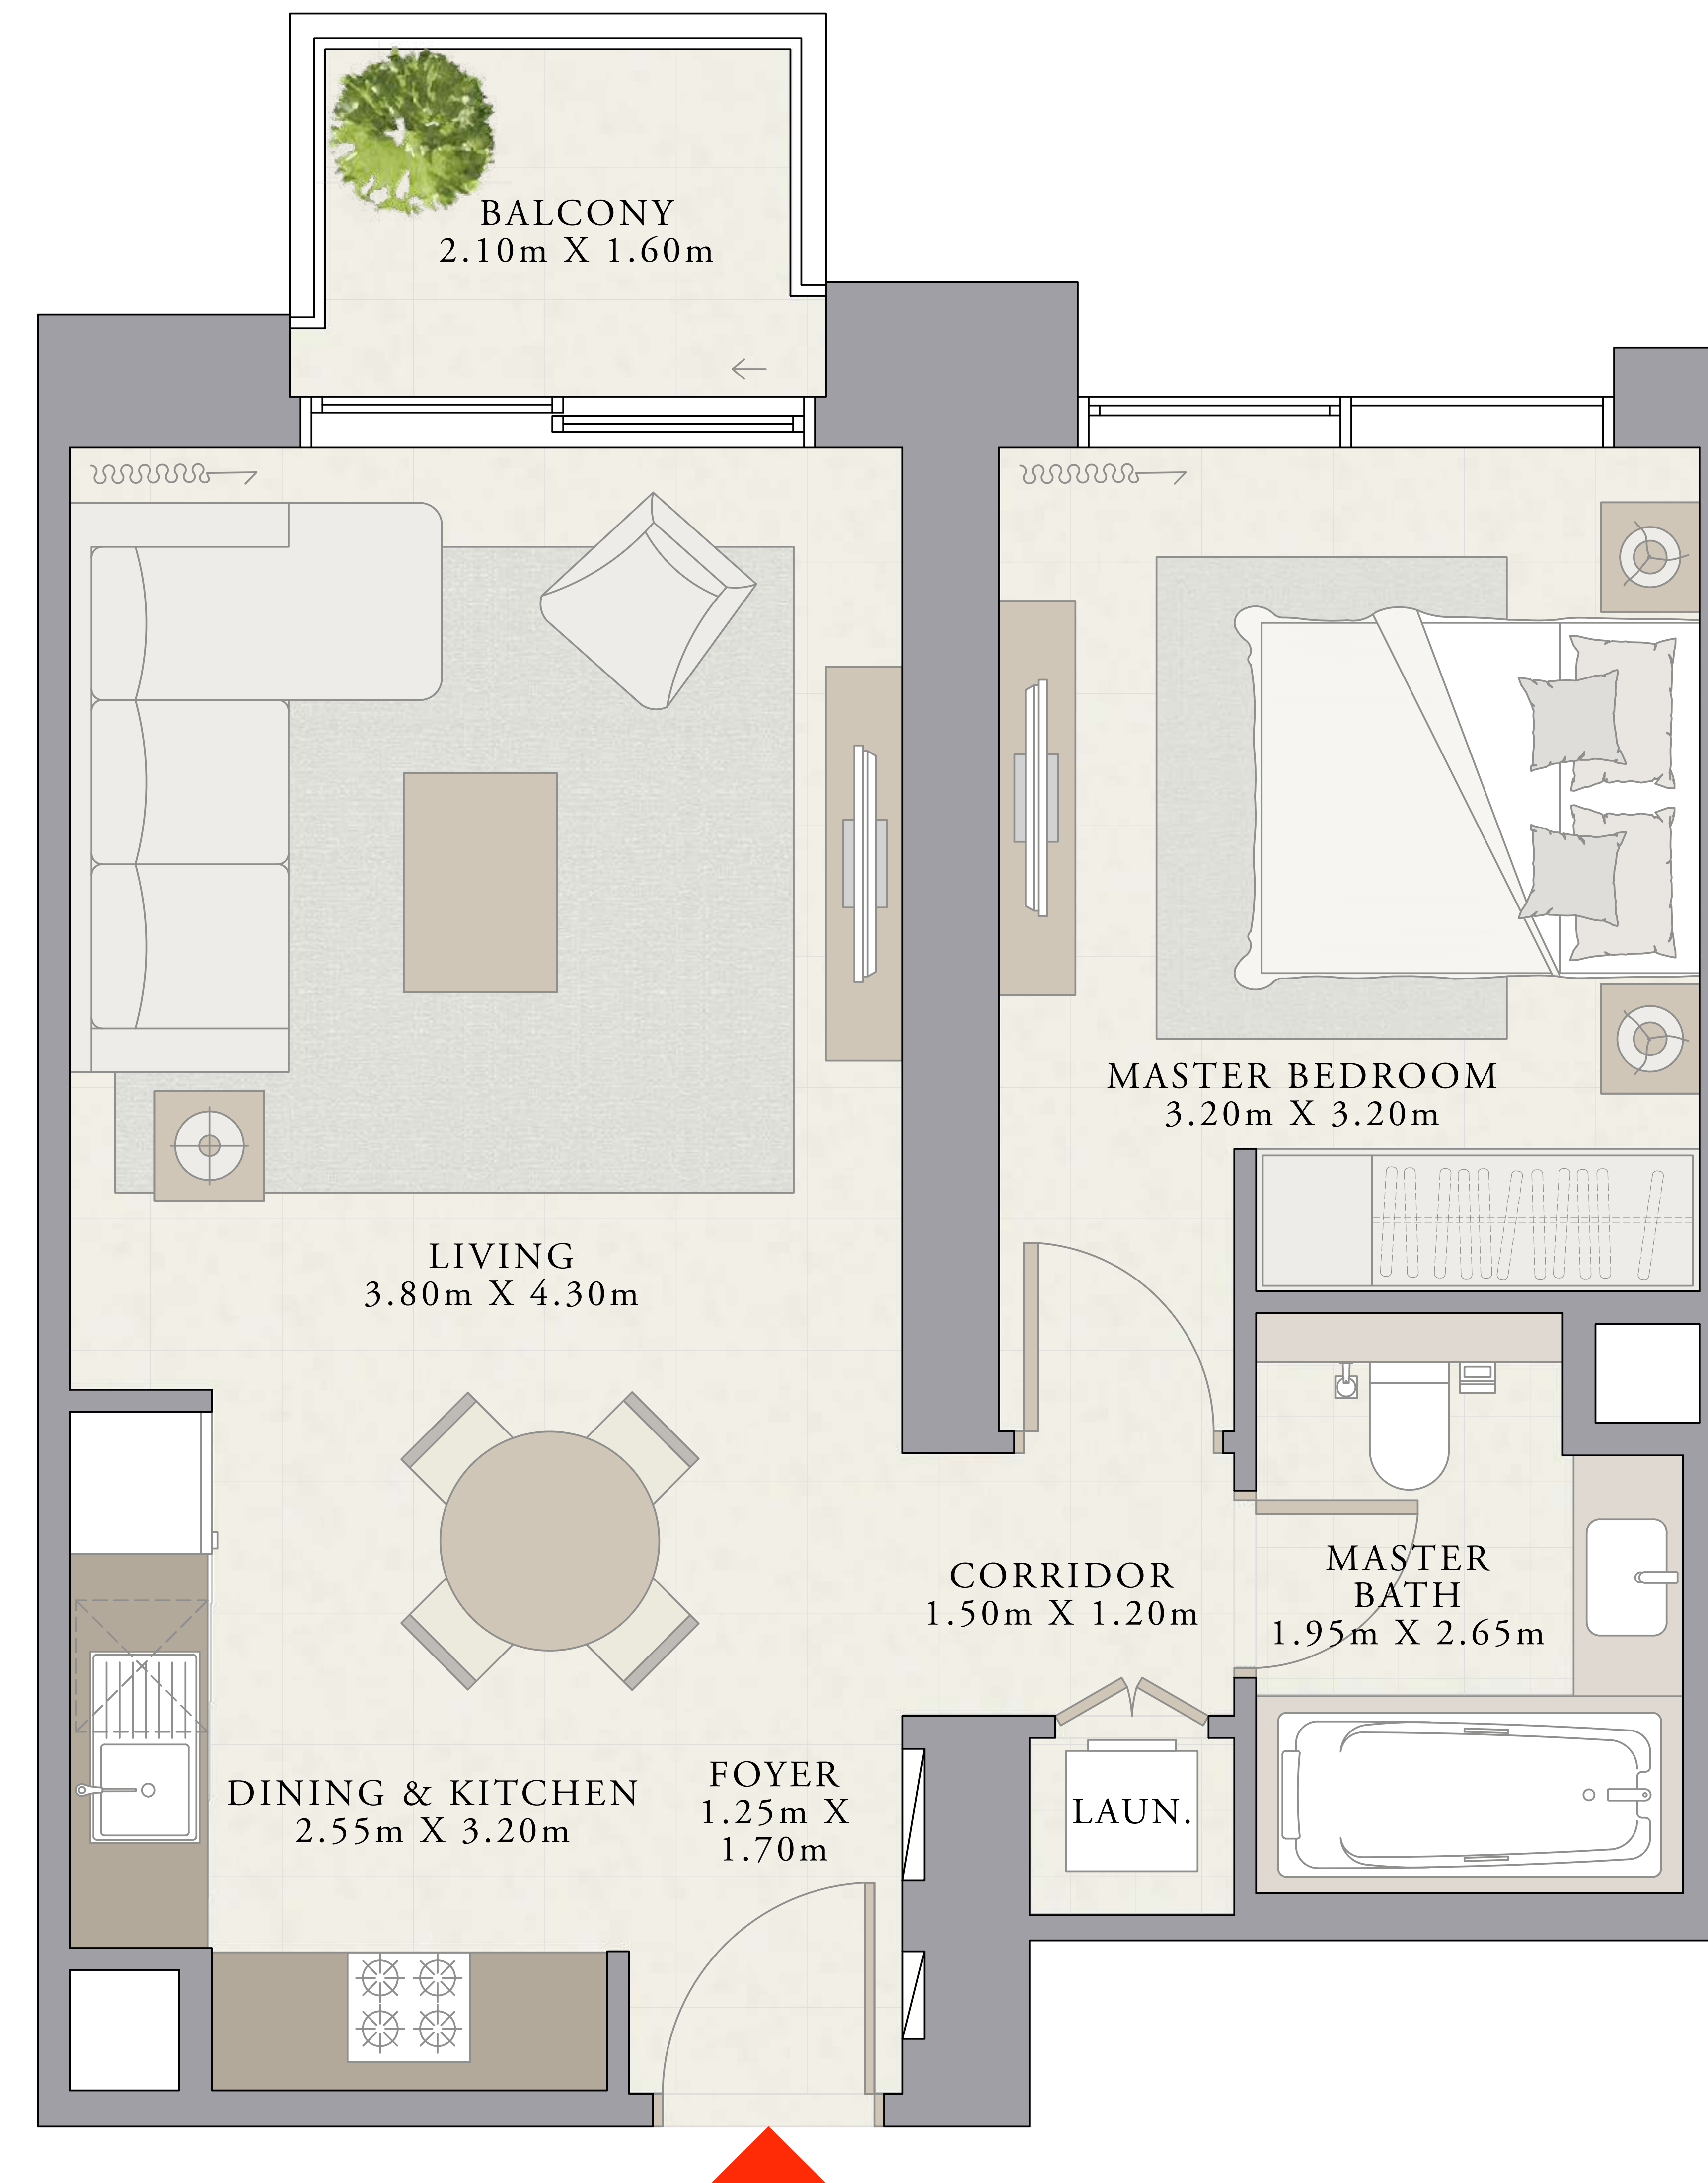 BALCONY
2.10m X 1.60m
MASTER BEDROOM
3.20m X 3.20m
LIVING
3.80m X 4.30m
CORRIDOR
1.50m X 1.20m
MASTER
BATH
1.95m X 2.65m
DINING & KITCHEN
2.55m X 3.20m
FOYER
1.25m X
1.70m
LAUN.